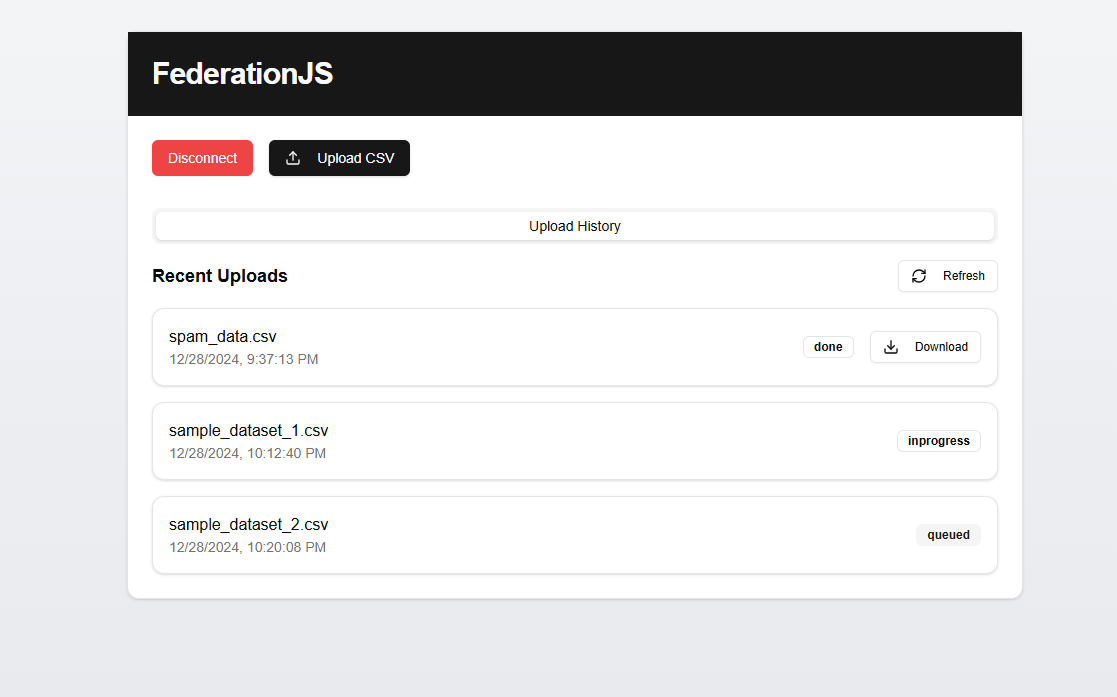 FederationJS
Disconnect
Upload CSV
Upload History
Recent Uploads
Refresh
spam_data.csv
12/28/2024, 9:37:13 PM
done
Download
sample_dataset_1.csv
12/28/2024, 10:12:40 PM
inprogress
sample_dataset_2.csv
12/28/2024, 10:20:08 PM
queued